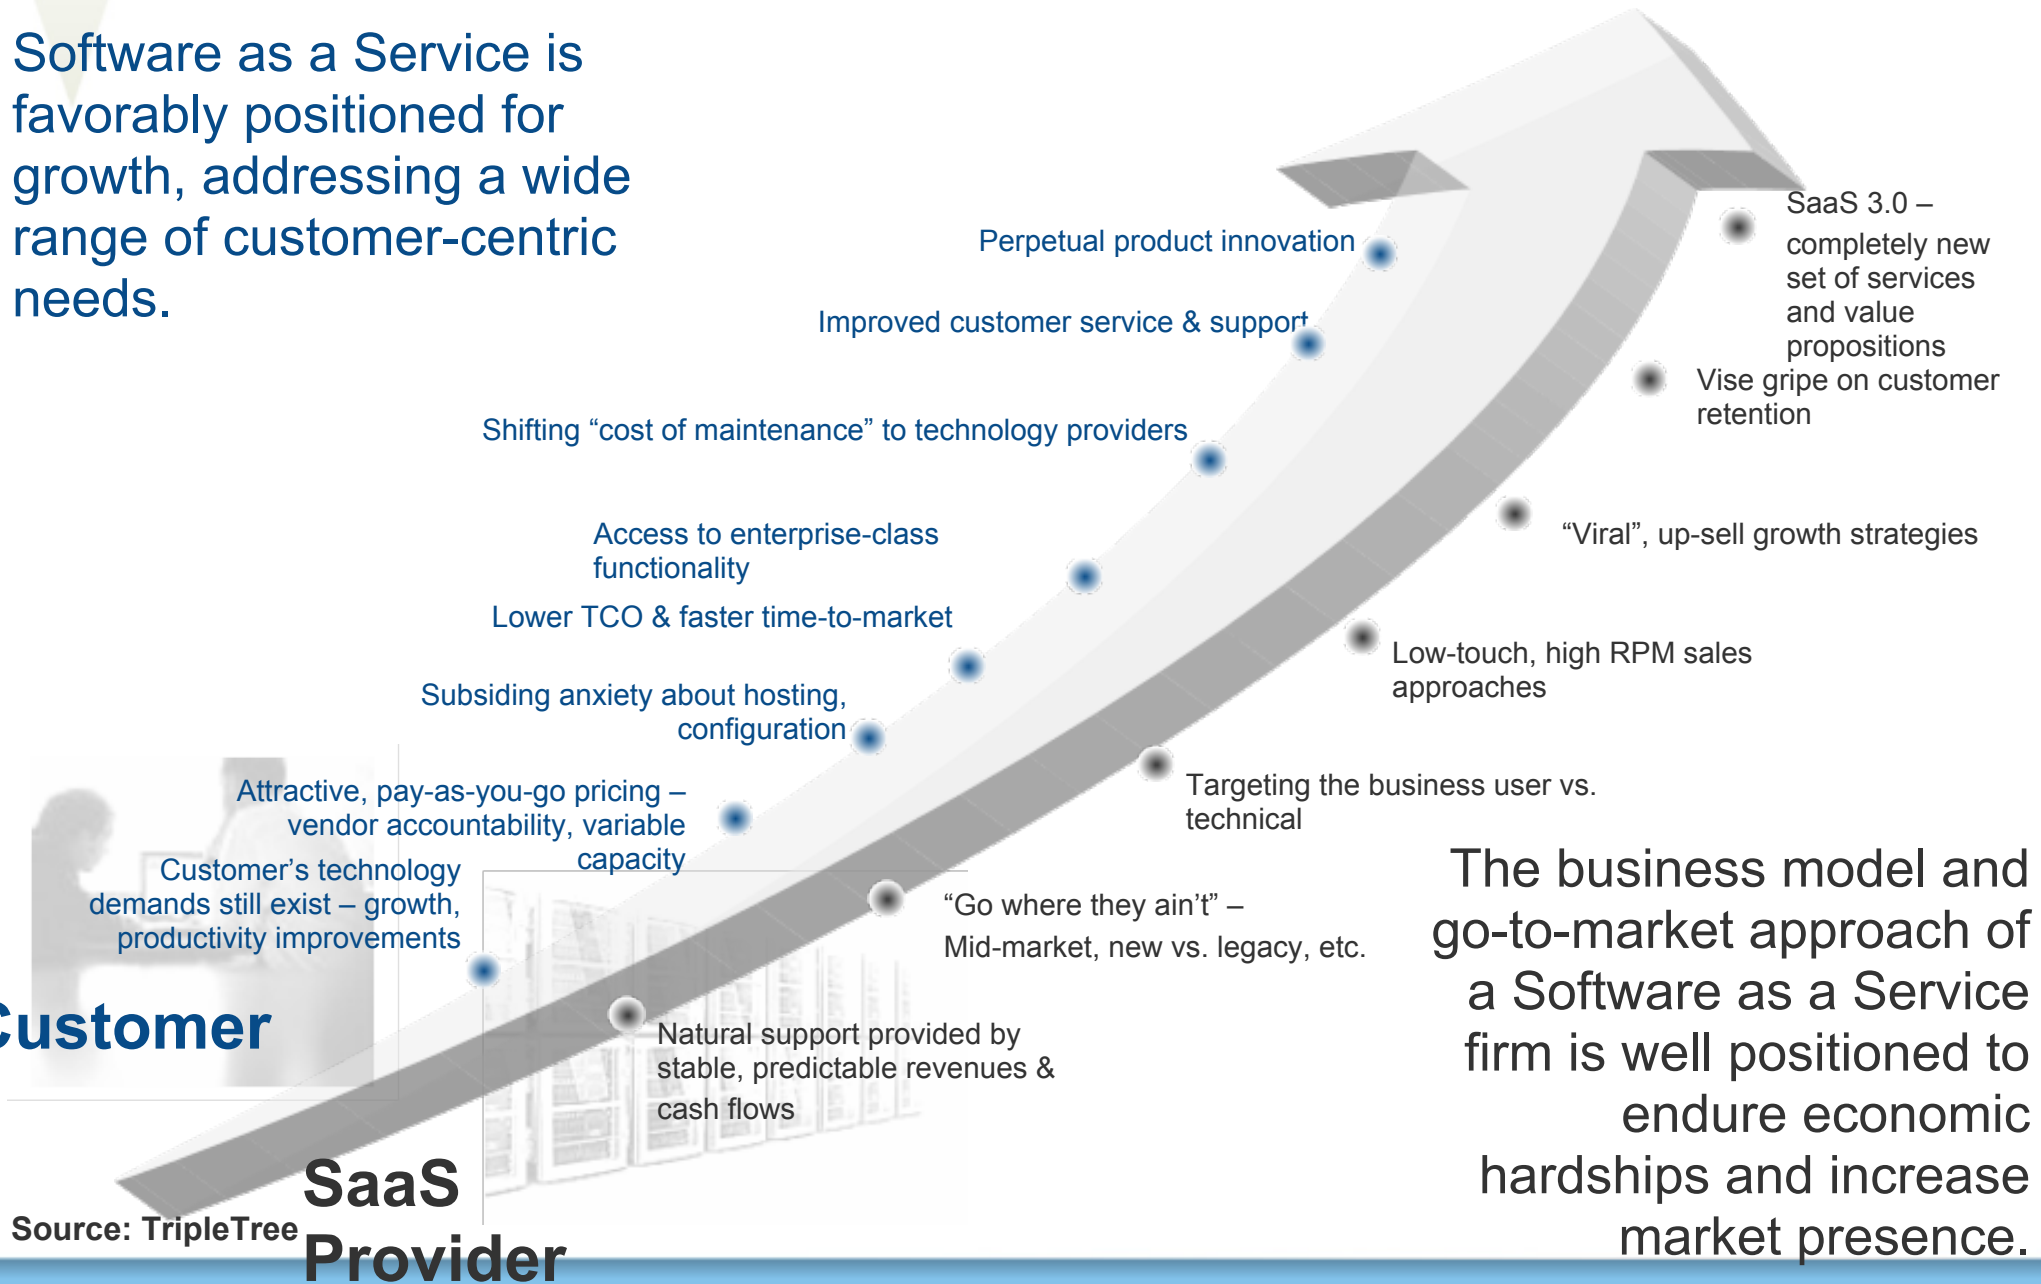 Software as a Service is
favorably positioned for
growth, addressing a wide
range of customer-centric
needs.
Perpetual product innovation
Improved customer service & support
Shifting “cost of maintenance” to technology providers
Access to enterprise-class
functionality
Lower TCO & faster time-to-market
Subsiding anxiety about hosting,
configuration
Attractive, pay-as-you-go pricing –
vendor accountability, variable
capacity
Customer’s technology
demands still exist – growth,
productivity improvements
Customer
SaaS 3.0 –
completely new
set of services
and value
propositions
Vise gripe on customer
retention
“Viral”, up-sell growth strategies
Low-touch, high RPM sales
approaches
Targeting the business user vs.
technical
“Go where they ain’t” –
Mid-market, new vs. legacy, etc.
Natural support provided by
stable, predictable revenues &
cash flows
SaaS
Provider
The business model and
go-to-market approach of
a Software as a Service
firm is well positioned to
endure economic
hardships and increase
market presence.
Source: TripleTree